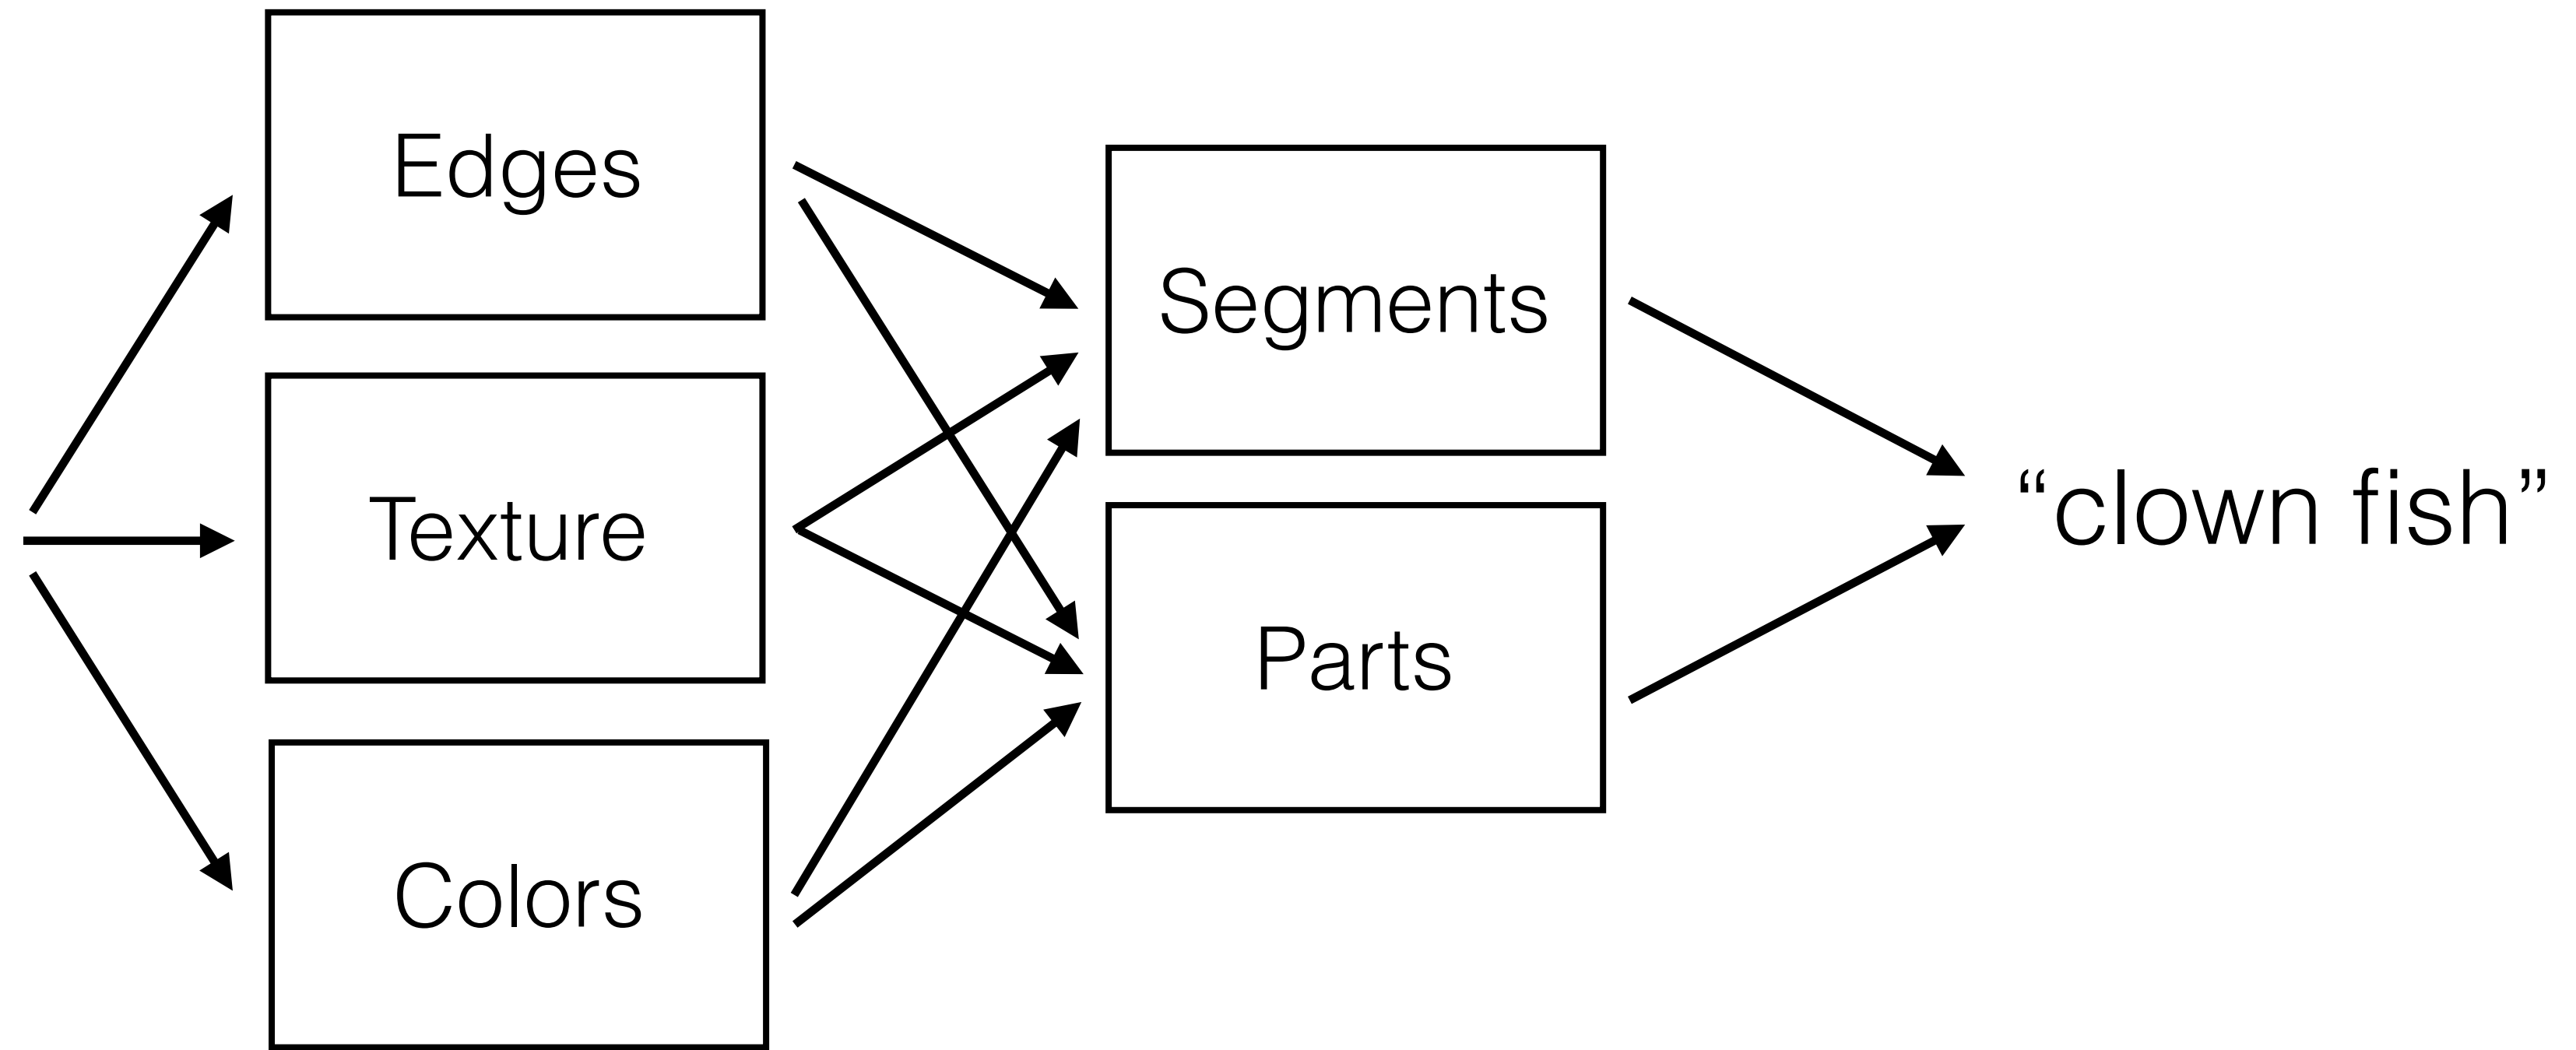 Edges
Texture
Colors
Segments
Parts
“clown fish”